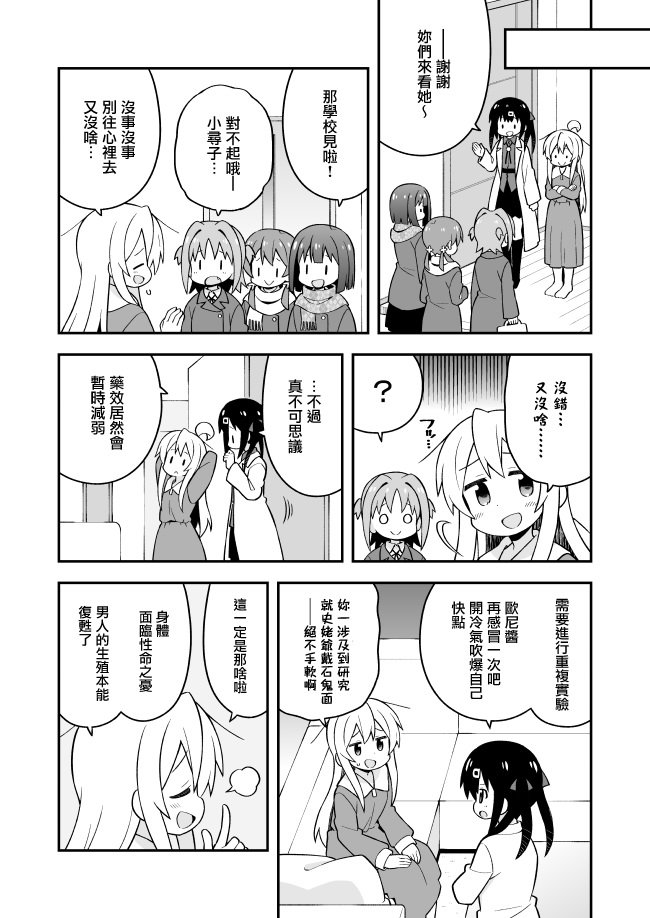 ——謝謝
妳們來看她～
那學校見啦！
對不起哦—
小尋子…
沒事沒事
別往心裡去
又沒啥…
沒錯…
又沒啥……
フッ…
？
…不過
真不可思議
藥效居然會
暫時減弱
需要進行重複實驗
歐尼醬
再感冒一次吧
開冷氣吹爆自己
快點
妳一涉及到研究
就史姥爺戴石鬼面
——絕不手軟啊
這一定是那啥啦
身體
面臨性命之憂
男人的生殖本能
復甦了